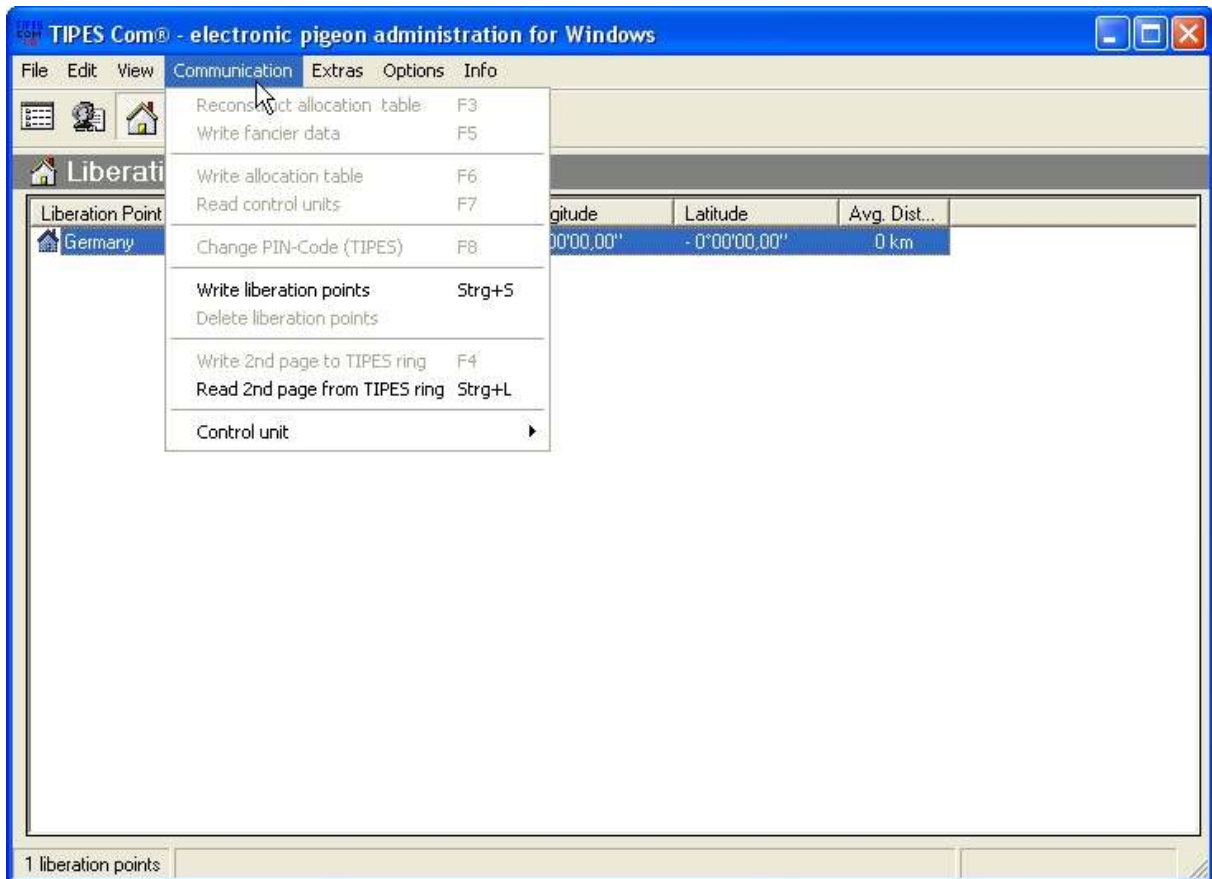 TIPES COM TIPES Com® - electronic pigeon administration for Windows
File Edit View Communication Extras Options Info
Reconstruct allocation table F3
Write fancier data F5
Liberati
Write allocation table F6
Read control units F7
Liberation Point gitude Latitude Avg. Dist...
Germany 00'00,00'' - 0°00'00,00'' 0 km
Change PIN-Code (TIPES) F8
Write liberation points Strg+S
Delete liberation points
Write 2nd page to TIPES ring F4
Read 2nd page from TIPES ring Strg+L
Control unit
1 liberation points